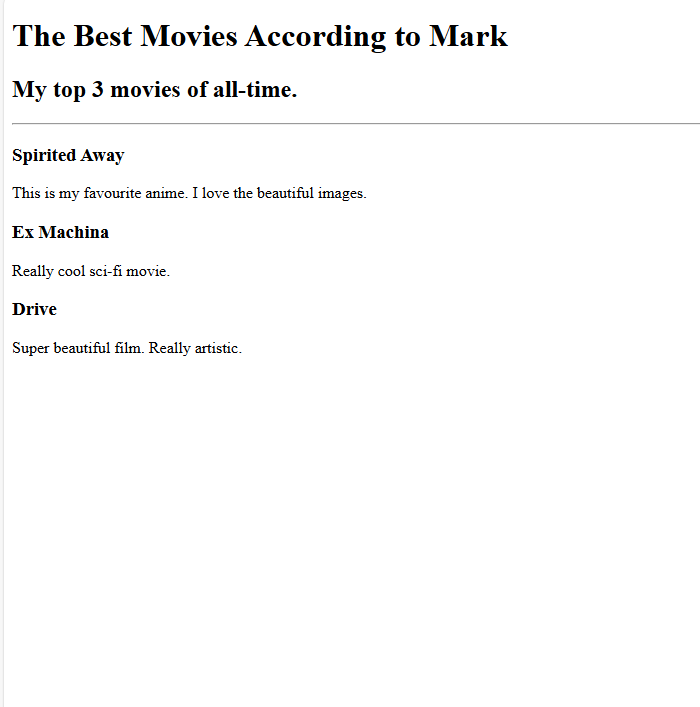 The Best Movies According to Mark
My top 3 movies of all-time.
Spirited Away
This is my favourite anime. I love the beautiful images.
Ex Machina
Really cool sci-fi movie.
Drive
Super beautiful film. Really artistic.